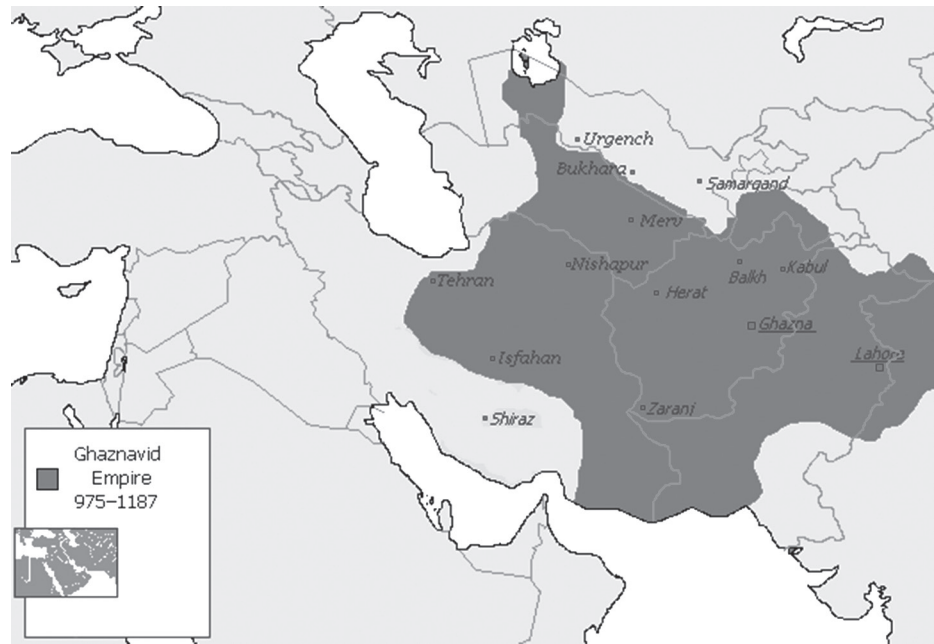 Urgench
Bukhara
Samarqand
Merv
Nishapur
Tehran
Balkh
Kabul
Herat
Ghazna
Lahore
Isfahan
Zaranj
Shiraz
Ghaznavid
Empire
975–1187